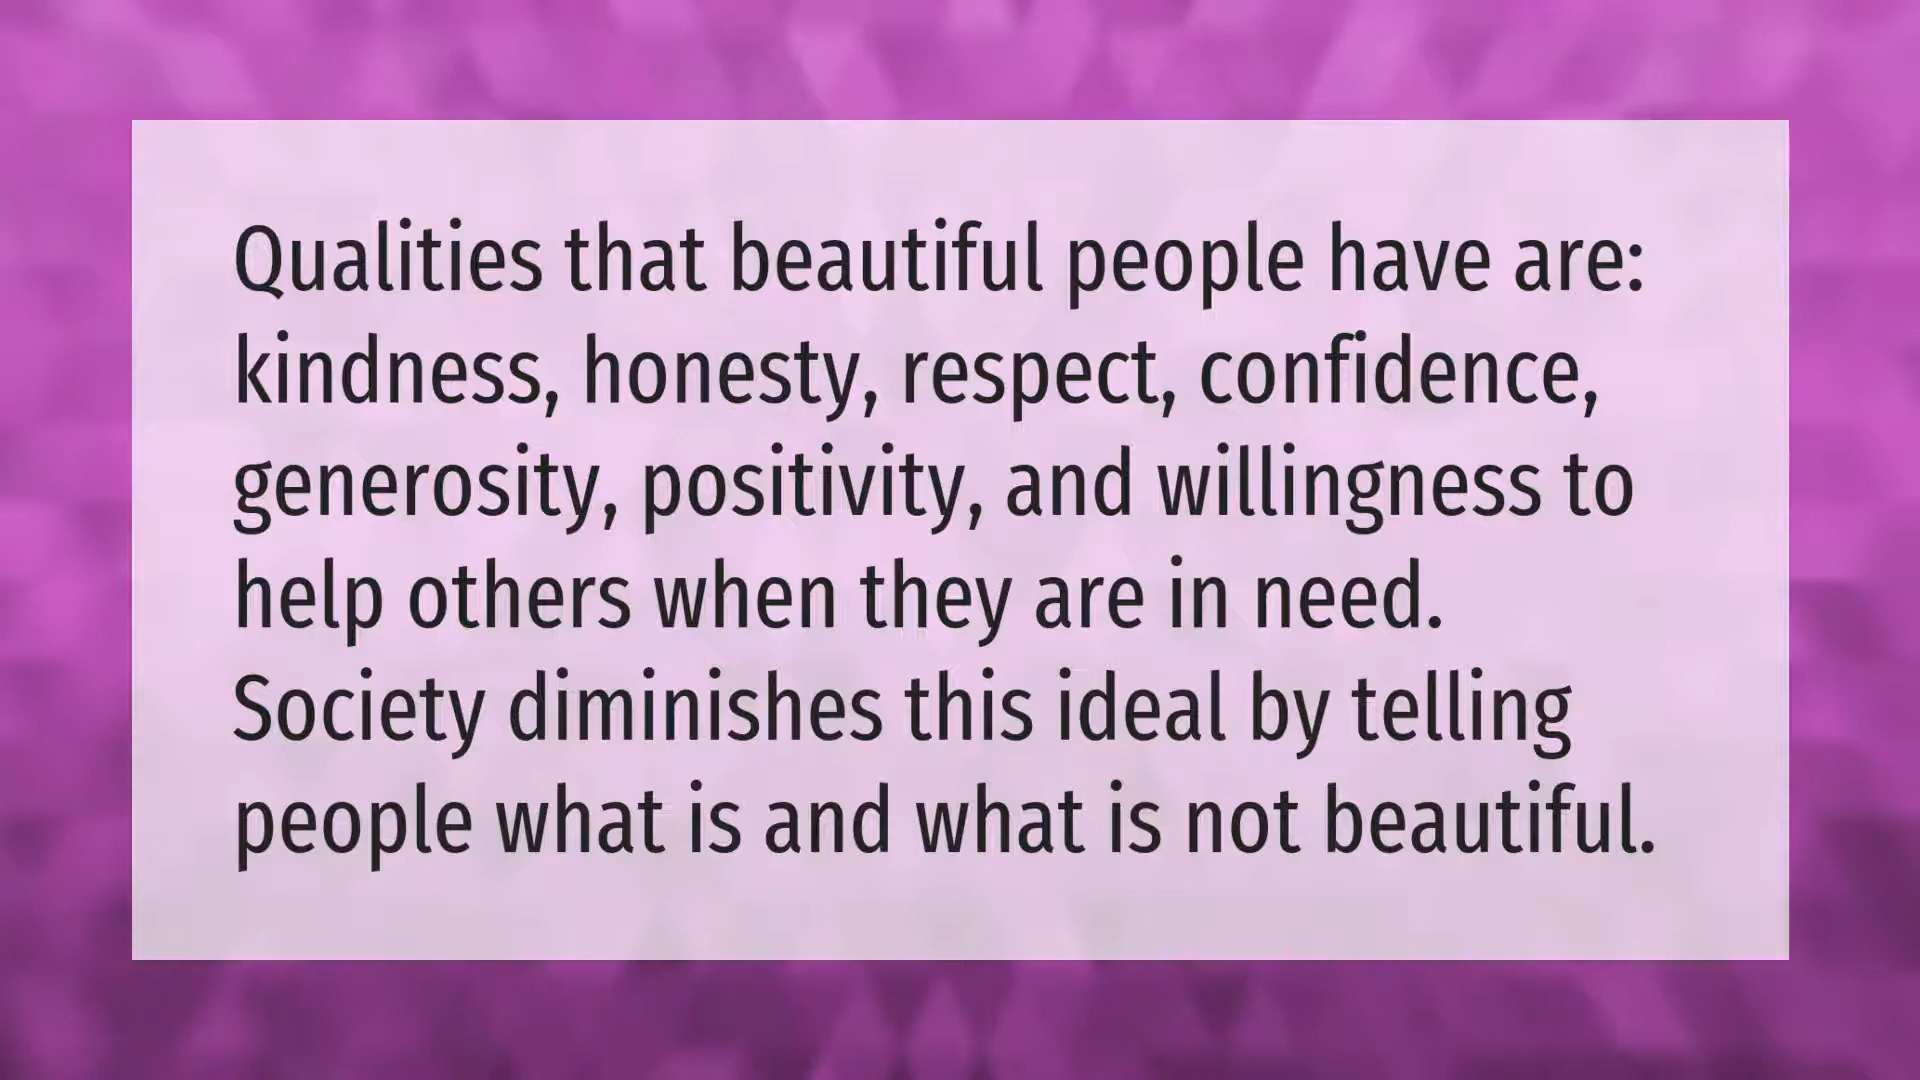 Qualities that beautiful people have are:
kindness, honesty, respect, confidence,
generosity, positivity, and willingness to
help others when they are in need.
Society diminishes this ideal by telling
people what is and what is not beautiful.